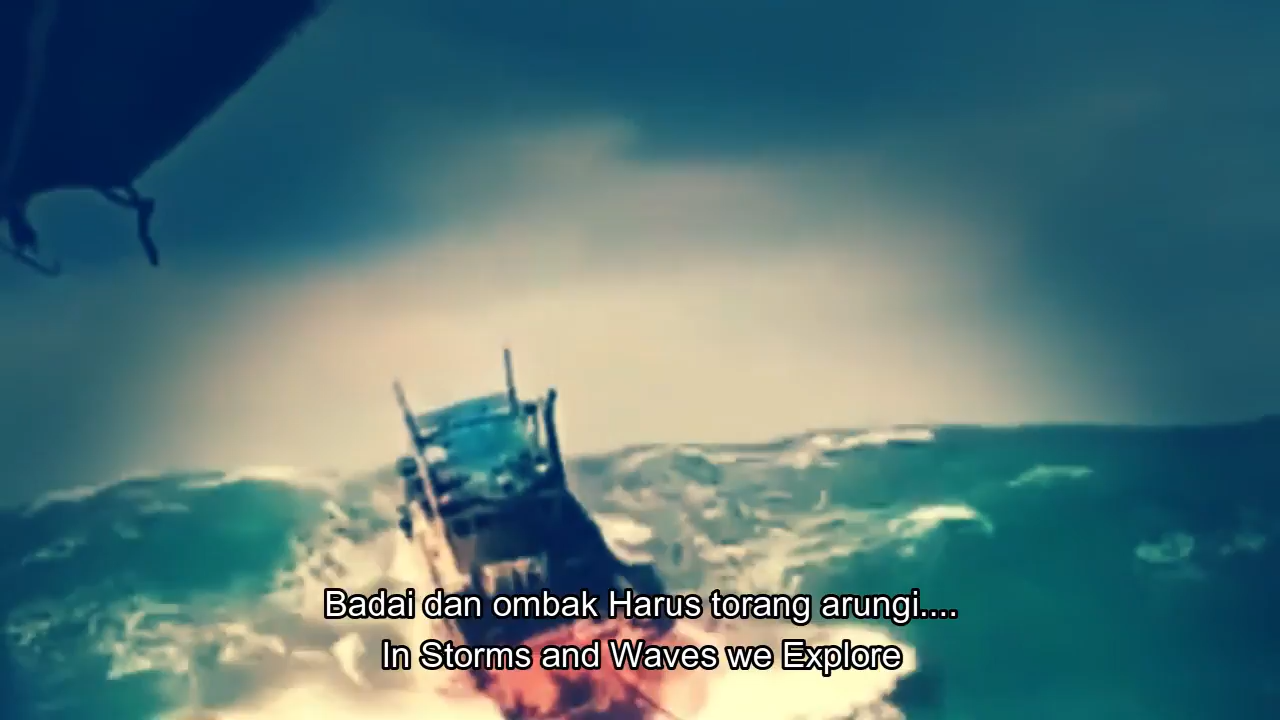 Badai dan ombak Harus torang arungi....
In Storms and Waves we Explore